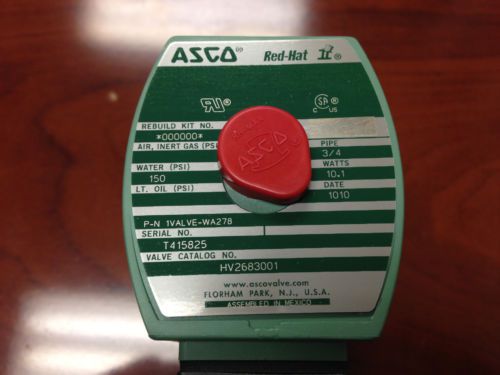 ASCO® Red-Hat II®
REBUILD KIT NO.
*000000*
AIR, INERT GAS (PSI
PIPE
3/4
WATER (PSI)
150
WATTS
10.1
LT. OIL (PSI)
DATE
1010
ASCO
P-N 1VALVE-WA278
SERIAL NO.
T415825
VALVE CATALOG NO.
HV2683001
www.ascovalve.com
FLORHAM PARK, N.J., U.S.A.
ASSEMBLED IN MEXICO
C US